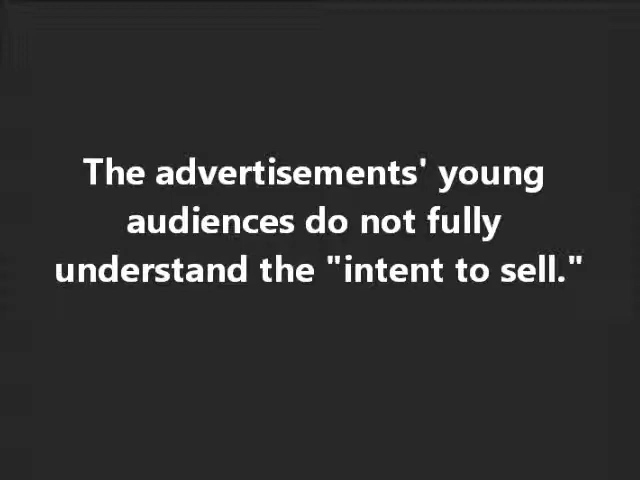 The advertisements' young
audiences do not fully
understand the "intent to sell."